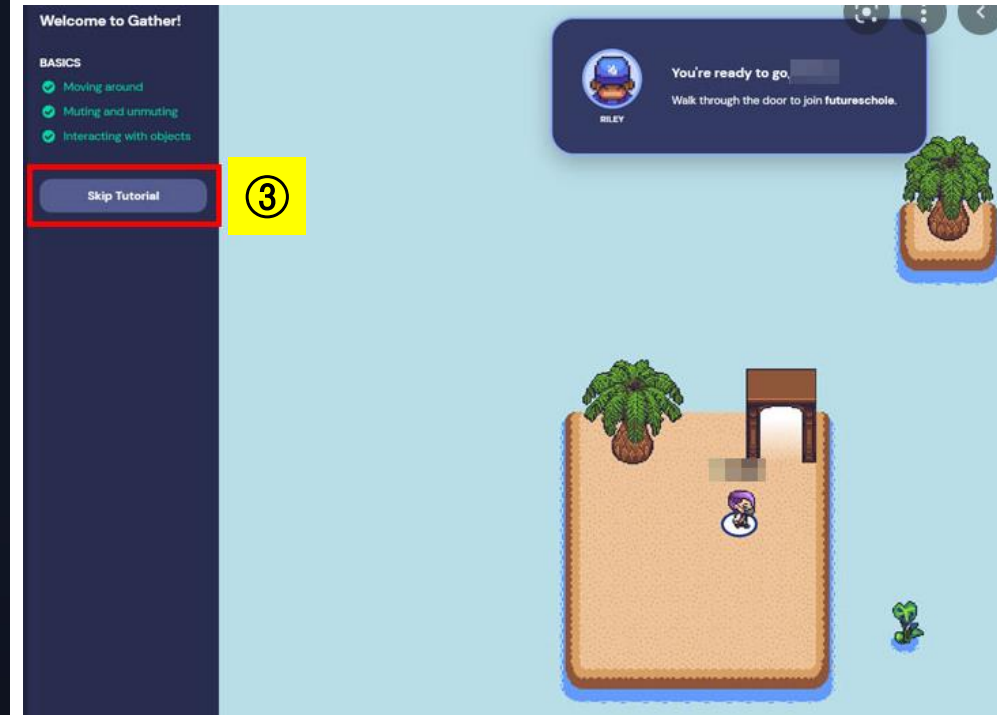 Welcome to Gather!
BASICS
Moving around
Muting and unmuting
Interacting with objects
Skip Tutorial
③
You're ready to go,
Walk through the door to join futureschole.
RILEY